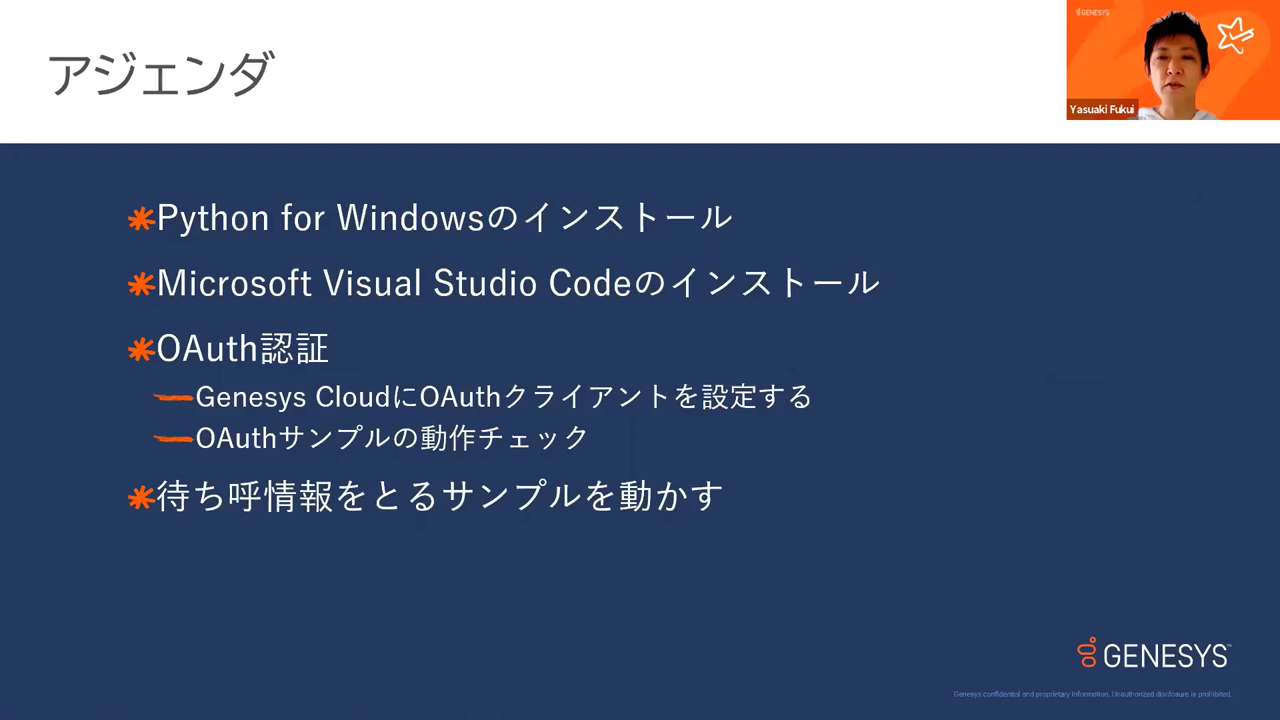 アジェンダ
GENESYS
Yasuaki Fukui
Python for Windowsのインストール
Microsoft Visual Studio Codeのインストール
OAuth認証
Genesys CloudにOAuthクライアントを設定する
OAuthサンプルの動作チェック
待ち呼情報をとるサンプルを動かす
GENESYS™
Genesys confidential and proprietary information. Unauthorized disclosure is prohibited.